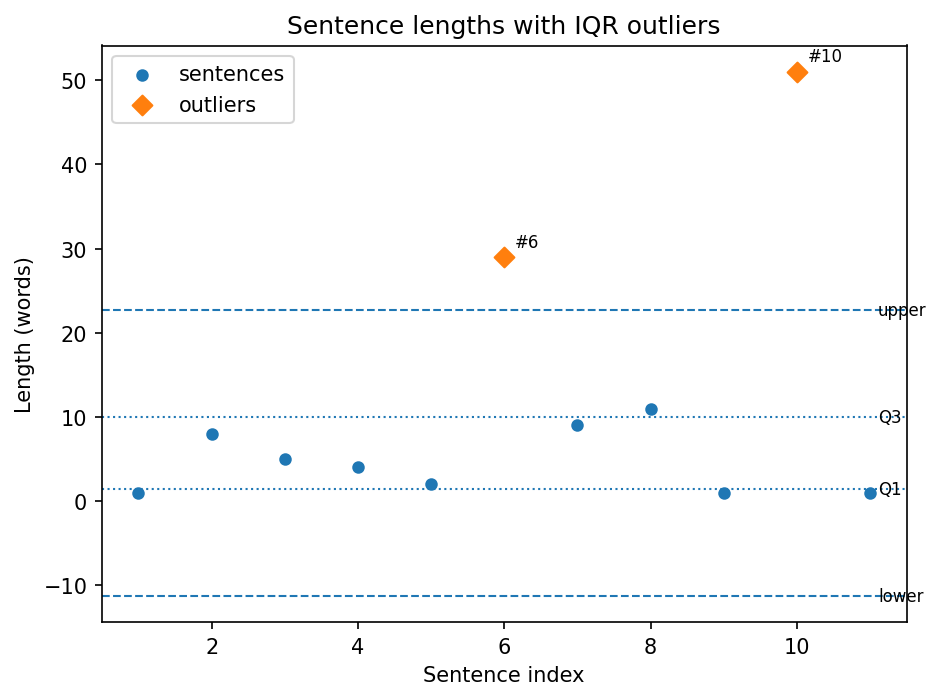 Sentence lengths with IQR outliers
sentences
outliers
#10
#6
upper
Q3
Q1
lower
50
40
30
20
10
0
−10
Length (words)
2 4 6 8 10
Sentence index